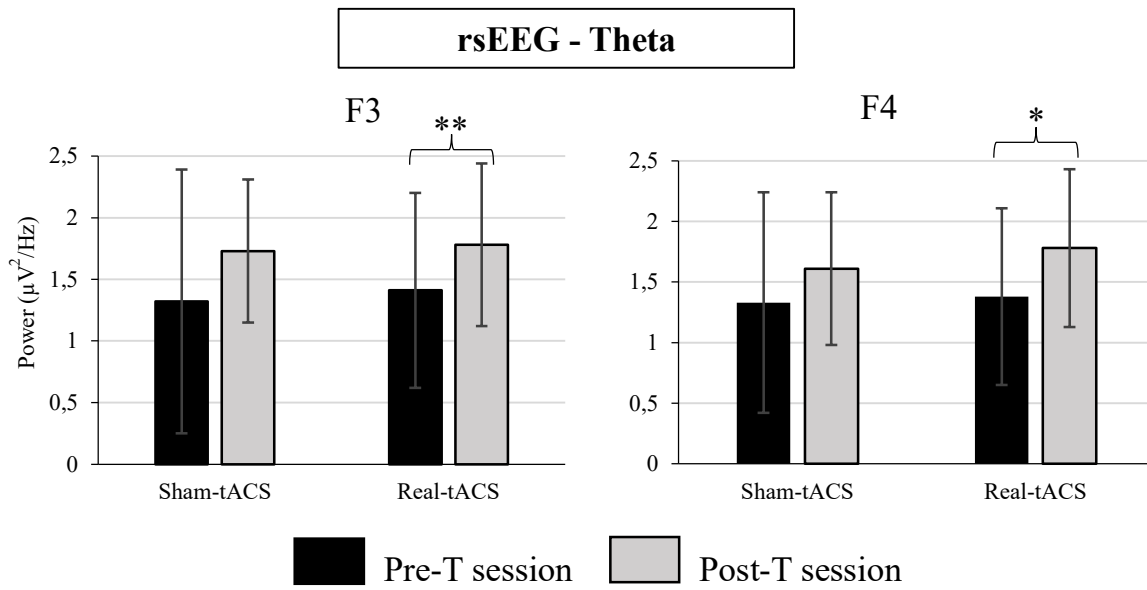 rsEEG - Theta
F3
**
Power (µV²/Hz)
2,5
2
1,5
1
0,5
0
Sham-tACS
Real-tACS
F4
*
2,5
2
1,5
1
0,5
0
Sham-tACS
Real-tACS
Pre-T session
Post-T session